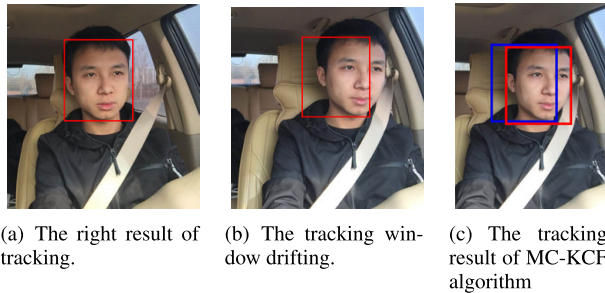 (a) The right result of
tracking.
(b) The tracking win-
dow drifting.
(c) The tracking
result of MC-KCF
algorithm